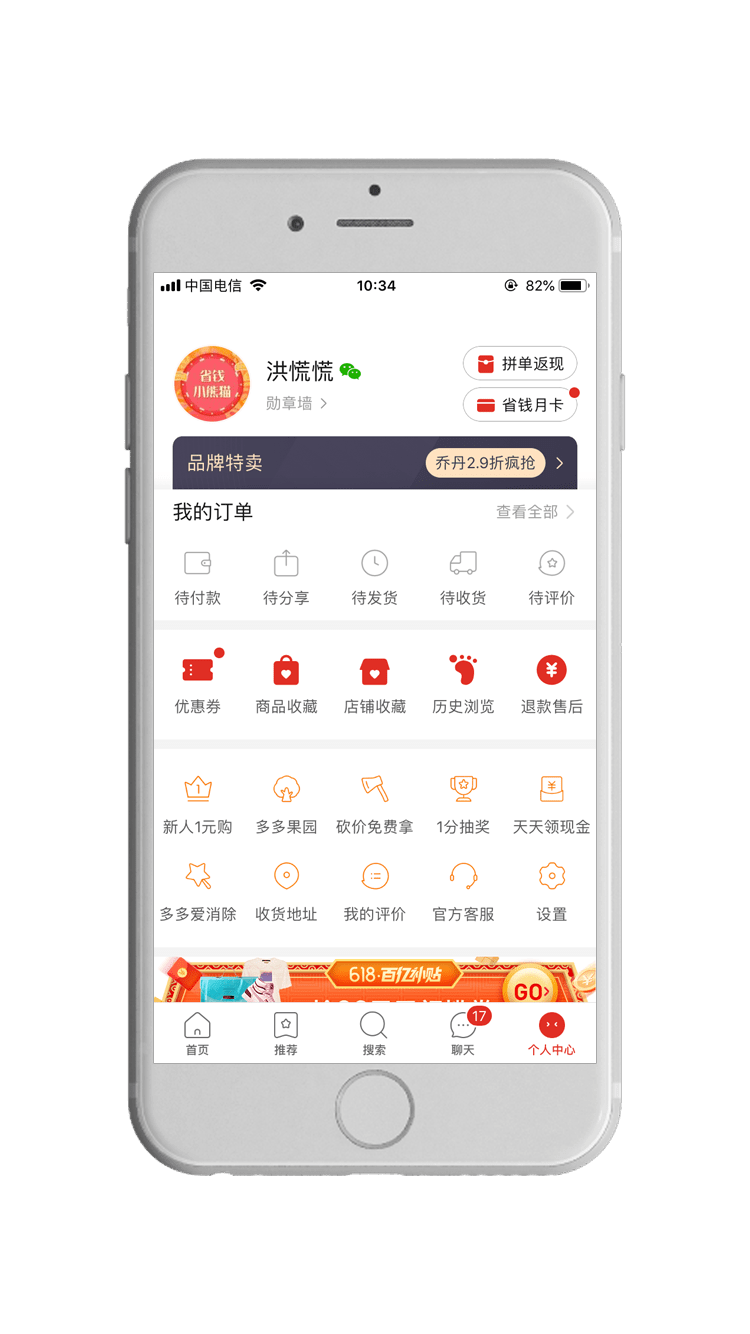 中国电信
10:34
82%
省钱
小熊猫
洪慌慌
勋章墙
拼单返现
省钱月卡
品牌特卖
乔丹2.9折疯抢
我的订单
查看全部
待付款 待分享 待发货 待收货 待评价
优惠券 商品收藏 店铺收藏 历史浏览 退款售后
1
新人1元购 多多果园 砍价免费拿 1分抽奖 天天领现金
多多爱消除 收货地址 我的评价 官方客服 设置
618·百亿补贴
GO
17
首页 推荐 搜索 聊天 个人中心